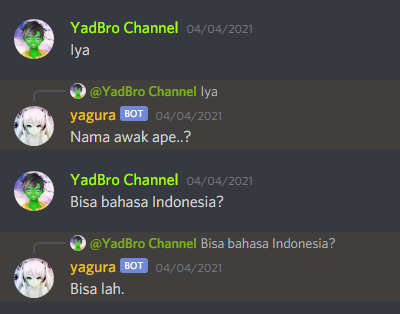 YadBro Channel 04/04/2021
Iya
@YadBro Channel Iya
yagura BOT 04/04/2021
Nama awak ape..?
YadBro Channel 04/04/2021
Bisa bahasa Indonesia?
@YadBro Channel Bisa bahasa Indonesia?
yagura BOT 04/04/2021
Bisa lah.